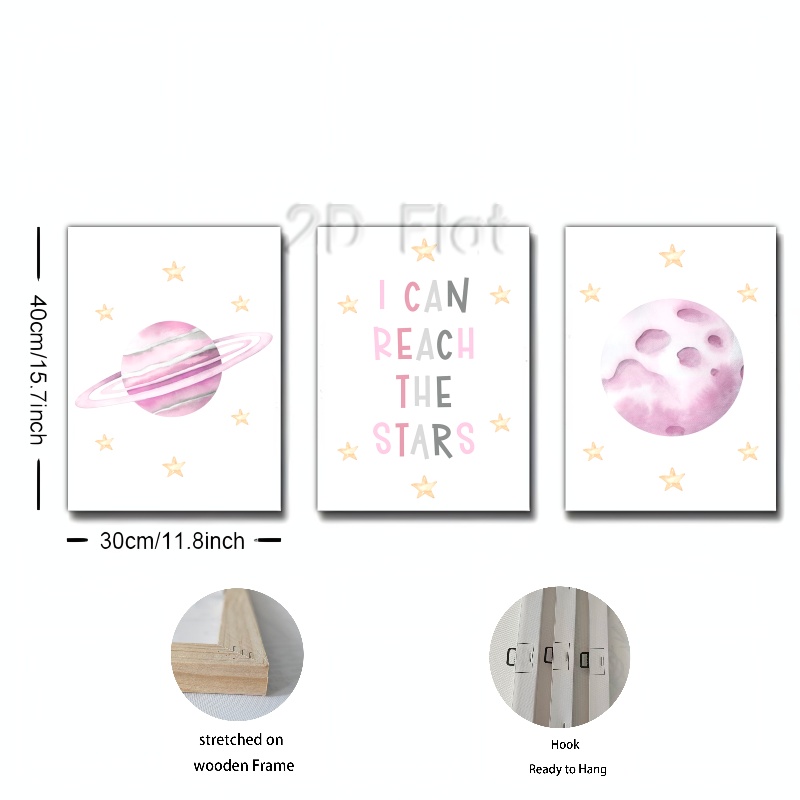 2D Flat
I CAN
REACH
THE
STARS
40cm/15.7inch
30cm/11.8inch
stretched on
wooden Frame
Hook
Ready to Hang